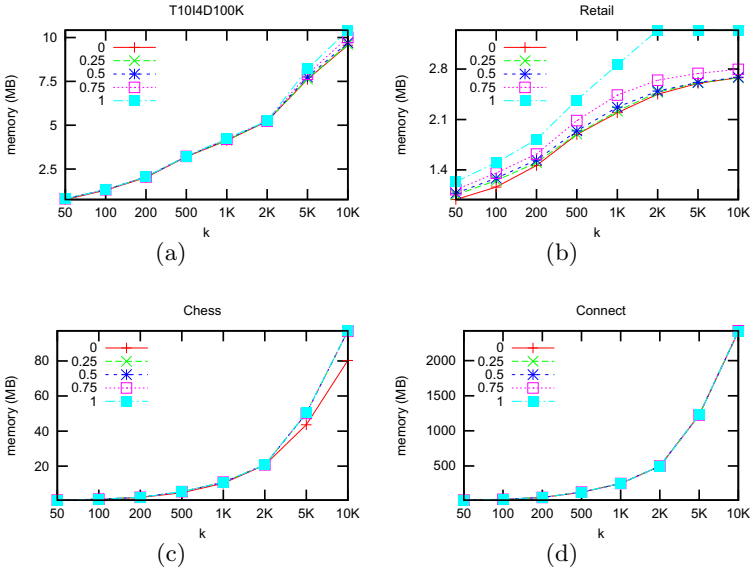 T10I4D100K
memory (MB)
10
7.5
5
2.5
0
0.25
0.5
0.75
1
50 100 200 500 1K 2K 5K 10K
k
(a)
Retail
memory (MB)
2.8
2.1
1.4
0
0.25
0.5
0.75
1
50 100 200 500 1K 2K 5K 10K
k
(b)
Chess
memory (MB)
80
60
40
20
0
0.25
0.5
0.75
1
50 100 200 500 1K 2K 5K 10K
k
(c)
Connect
memory (MB)
2000
1500
1000
500
0
0.25
0.5
0.75
1
50 100 200 500 1K 2K 5K 10K
k
(d)